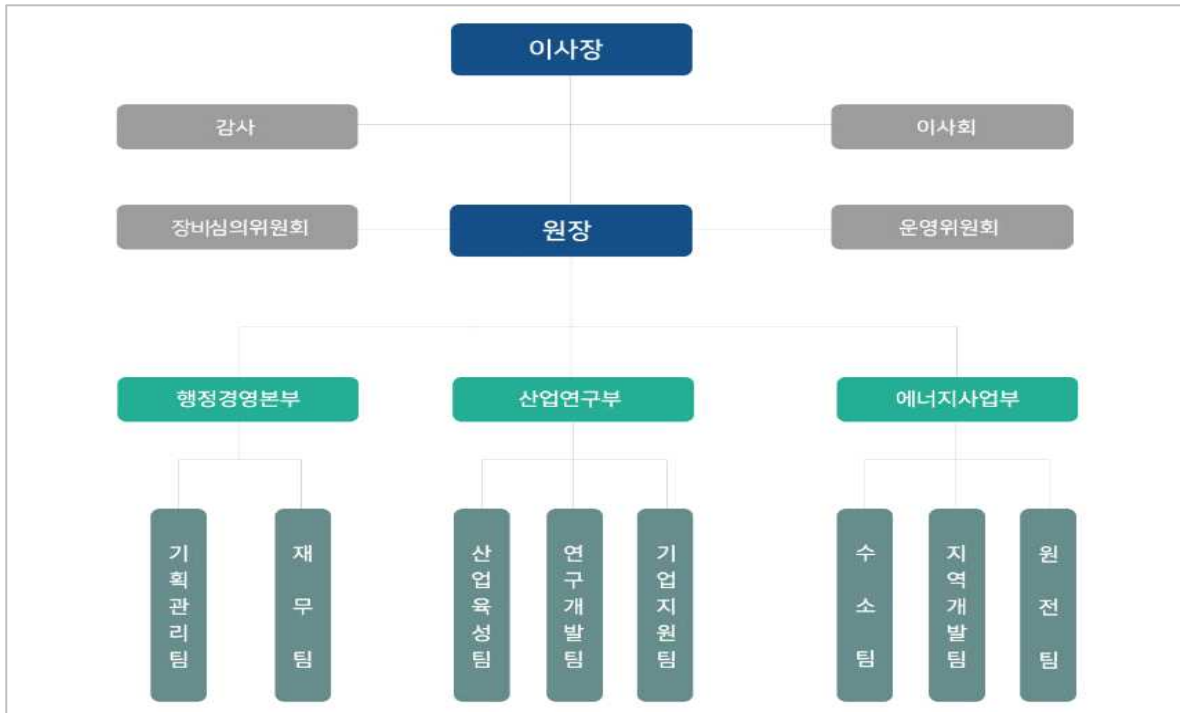 이사장
감사
이사회
장비심의위원회
원장
운영위원회
행정경영본부
산업연구부
에너지사업부
기획관리팀
재무팀
산업육성팀
연구개발팀
기업지원팀
수소팀
지역개발팀
원전팀